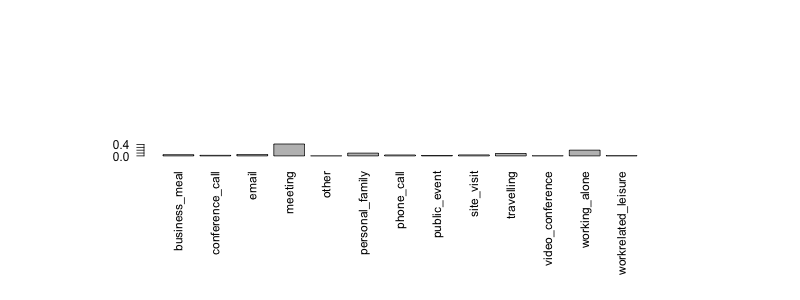 0.4
0.0
business_meal
conference_call
email
meeting
other
personal_family
phone_call
public_event
site_visit
travelling
video_conference
working_alone
workrelated_leisure